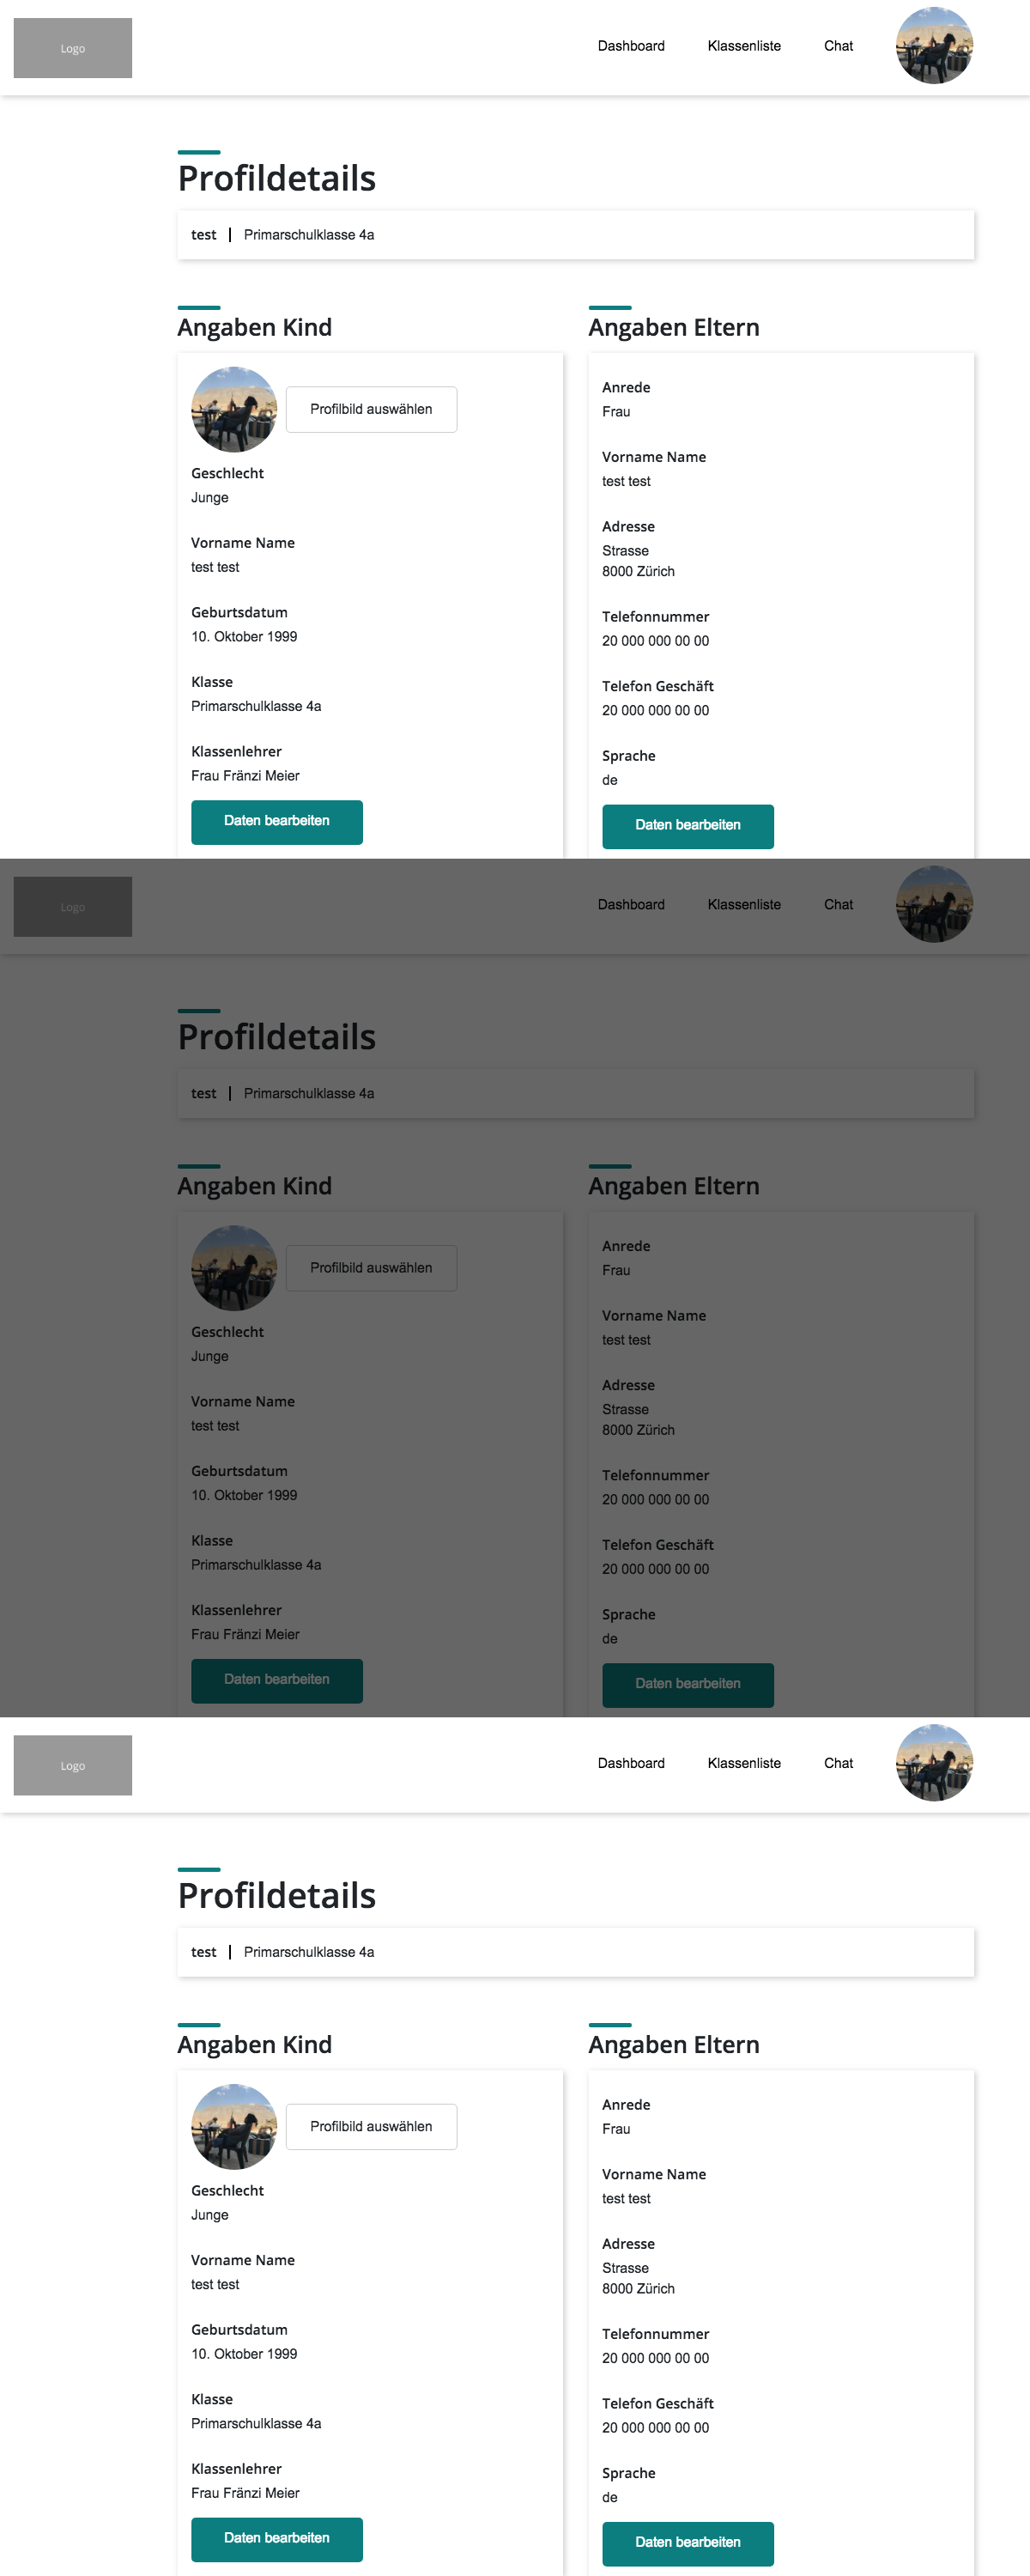 Logo
Dashboard Klassenliste Chat
Profildetails
test | Primarschulklasse 4a
Angaben Kind
Profilbild auswählen
Geschlecht
Junge
Vorname Name
test test
Geburtsdatum
10. Oktober 1999
Klasse
Primarschulklasse 4a
Klassenlehrer
Frau Fränzi Meier
Daten bearbeiten
Angaben Eltern
Anrede
Frau
Vorname Name
test test
Adresse
Strasse
8000 Zürich
Telefonnummer
20 000 000 00 00
Telefon Geschäft
20 000 000 00 00
Sprache
de
Daten bearbeiten
Logo
Dashboard Klassenliste Chat
Profildetails
test | Primarschulklasse 4a
Angaben Kind
Profilbild auswählen
Geschlecht
Junge
Vorname Name
test test
Geburtsdatum
10. Oktober 1999
Klasse
Primarschulklasse 4a
Klassenlehrer
Frau Fränzi Meier
Daten bearbeiten
Angaben Eltern
Anrede
Frau
Vorname Name
test test
Adresse
Strasse
8000 Zürich
Telefonnummer
20 000 000 00 00
Telefon Geschäft
20 000 000 00 00
Sprache
de
Daten bearbeiten
Logo
Dashboard Klassenliste Chat
Profildetails
test | Primarschulklasse 4a
Angaben Kind
Profilbild auswählen
Geschlecht
Junge
Vorname Name
test test
Geburtsdatum
10. Oktober 1999
Klasse
Primarschulklasse 4a
Klassenlehrer
Frau Fränzi Meier
Daten bearbeiten
Angaben Eltern
Anrede
Frau
Vorname Name
test test
Adresse
Strasse
8000 Zürich
Telefonnummer
20 000 000 00 00
Telefon Geschäft
20 000 000 00 00
Sprache
de
Daten bearbeiten